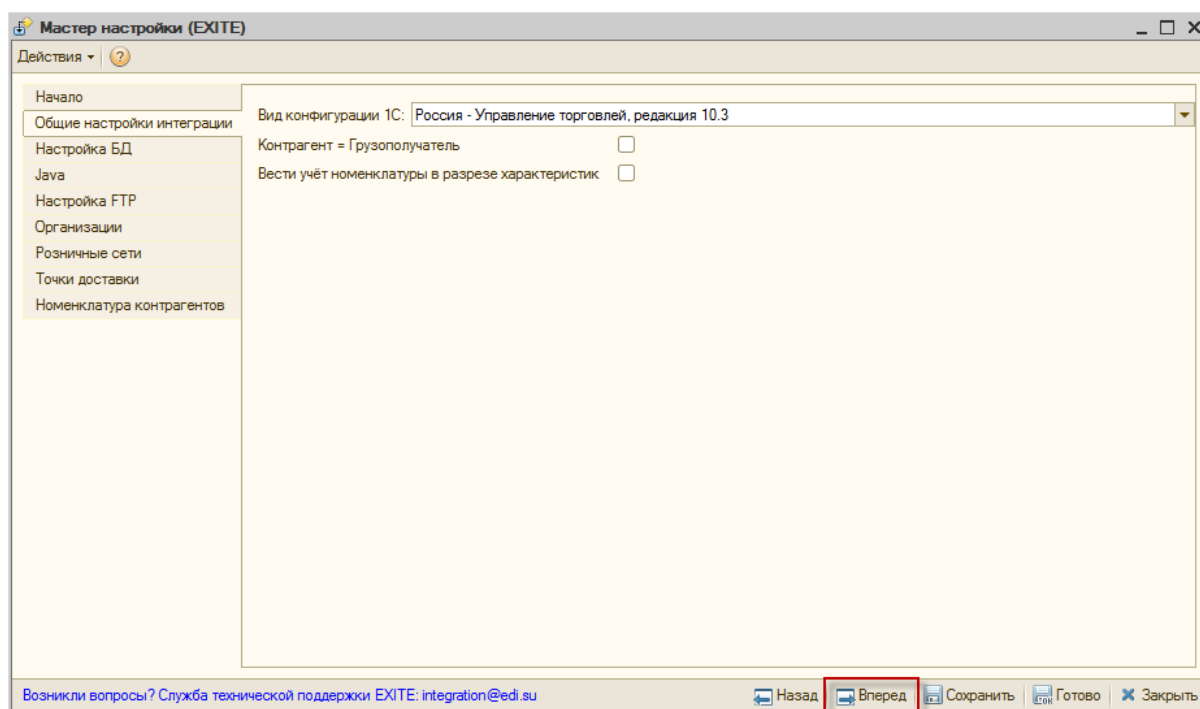 Мастер настройки (EXITE)
Действия
Начало
Общие настройки интеграции
Настройка БД
Java
Настройка FTP
Организации
Розничные сети
Точки доставки
Номенклатура контрагентов
Вид конфигурации 1С: Россия - Управление торговлей, редакция 10.3
Контрагент = Грузополучатель
Вести учёт номенклатуры в разрезе характеристик
Возникли вопросы? Служба технической поддержки EXITE: integration@edi.su
Назад Вперед Сохранить Готово Закрыть